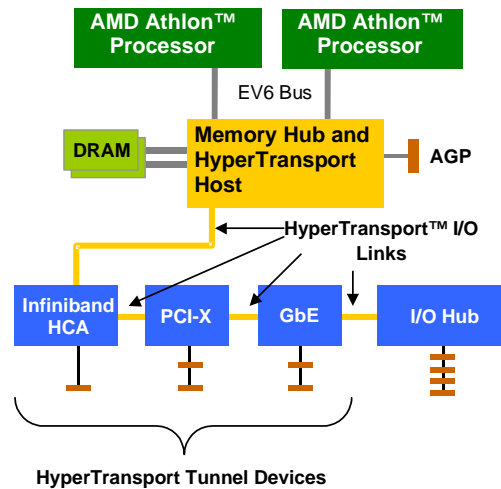 AMD Athlon™
Processor
AMD Athlon™
Processor
EV6 Bus
DRAM
Memory Hub and
HyperTransport
Host
AGP
HyperTransport™ I/O
Links
Infiniband
HCA
PCI-X
GbE
I/O Hub
HyperTransport Tunnel Devices